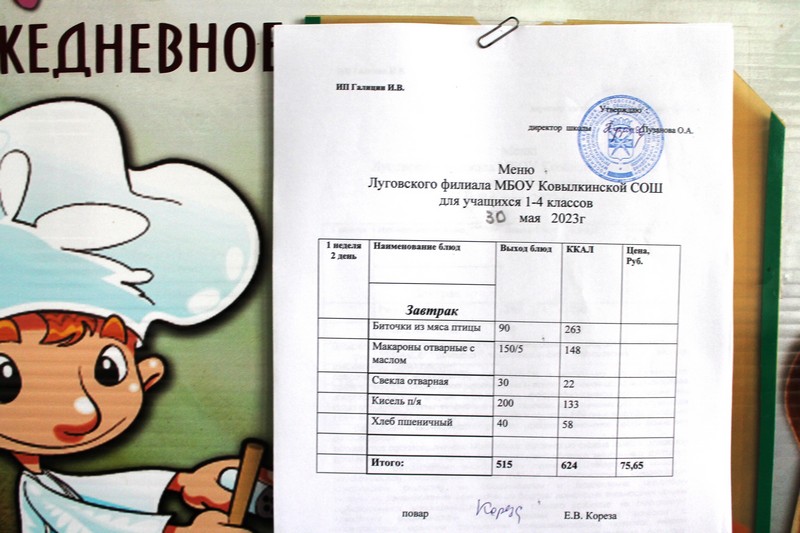 ЖЕДНЕВНОЕ
ИП Галицин И.В.
Утверждаю
директор школы Пузанова О.А.
Меню
Луговского филиала МБОУ Ковылкинской СОШ
для учащихся 1-4 классов
30 мая 2023г
1 неделя 2 день Наименование блюд Выход блюд ККАЛ Цена, Руб.
Завтрак
Биточки из мяса птицы 90 263
Макароны отварные с маслом 150/5 148
Свекла отварная 30 22
Кисель п/я 200 133
Хлеб пшеничный 40 58
Итого: 515 624 75,65
повар Кореза Е.В. Кореза